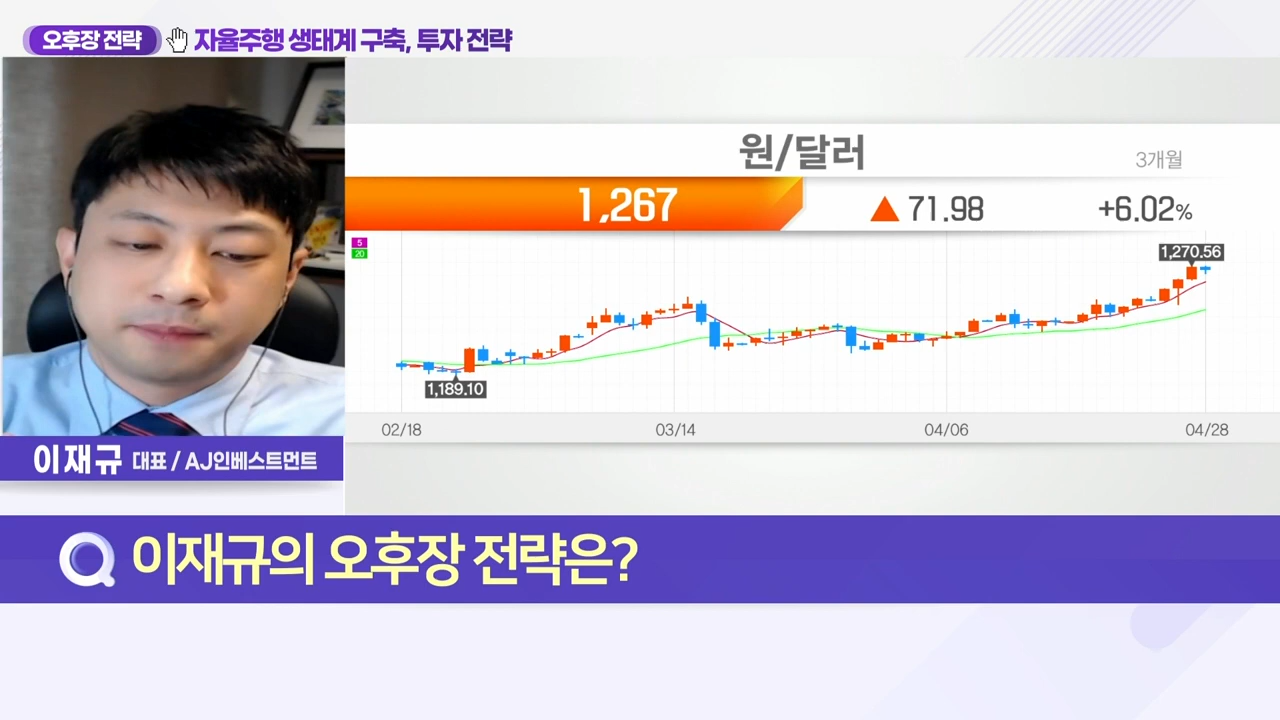 오후장 전략 자율주행 생태계 구축, 투자 전략
원/달러
3개월
1,267 ▲ 71.98 +6.02%
5
20
1,270.56
1,189.10
02/18 03/14 04/06 04/28
이재규 대표 / AJ인베스트먼트
Q 이재규의 오후장 전략은?